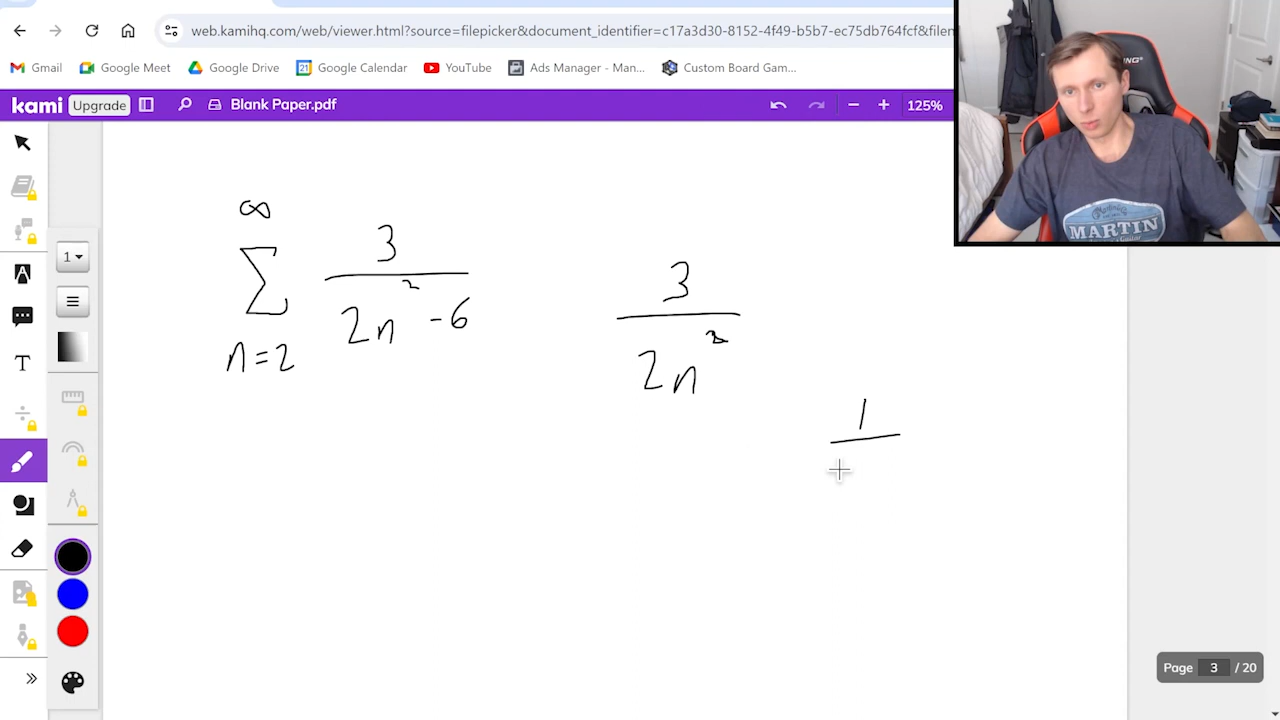 web.kamihq.com/web/viewer.html?source=filepicker&document_identifier=c17a3d30-8152-4f49-b5b7-ec75db764fcf&filen
Gmail Google Meet Google Drive Google Calendar YouTube Ads Manager - Man... Custom Board Gam...
kami Upgrade Blank Paper.pdf 125%
MARTIN
1
T
∞
Σ 3/(2n² - 6)
n=2
3/(2n²)
1
Page 3 / 20